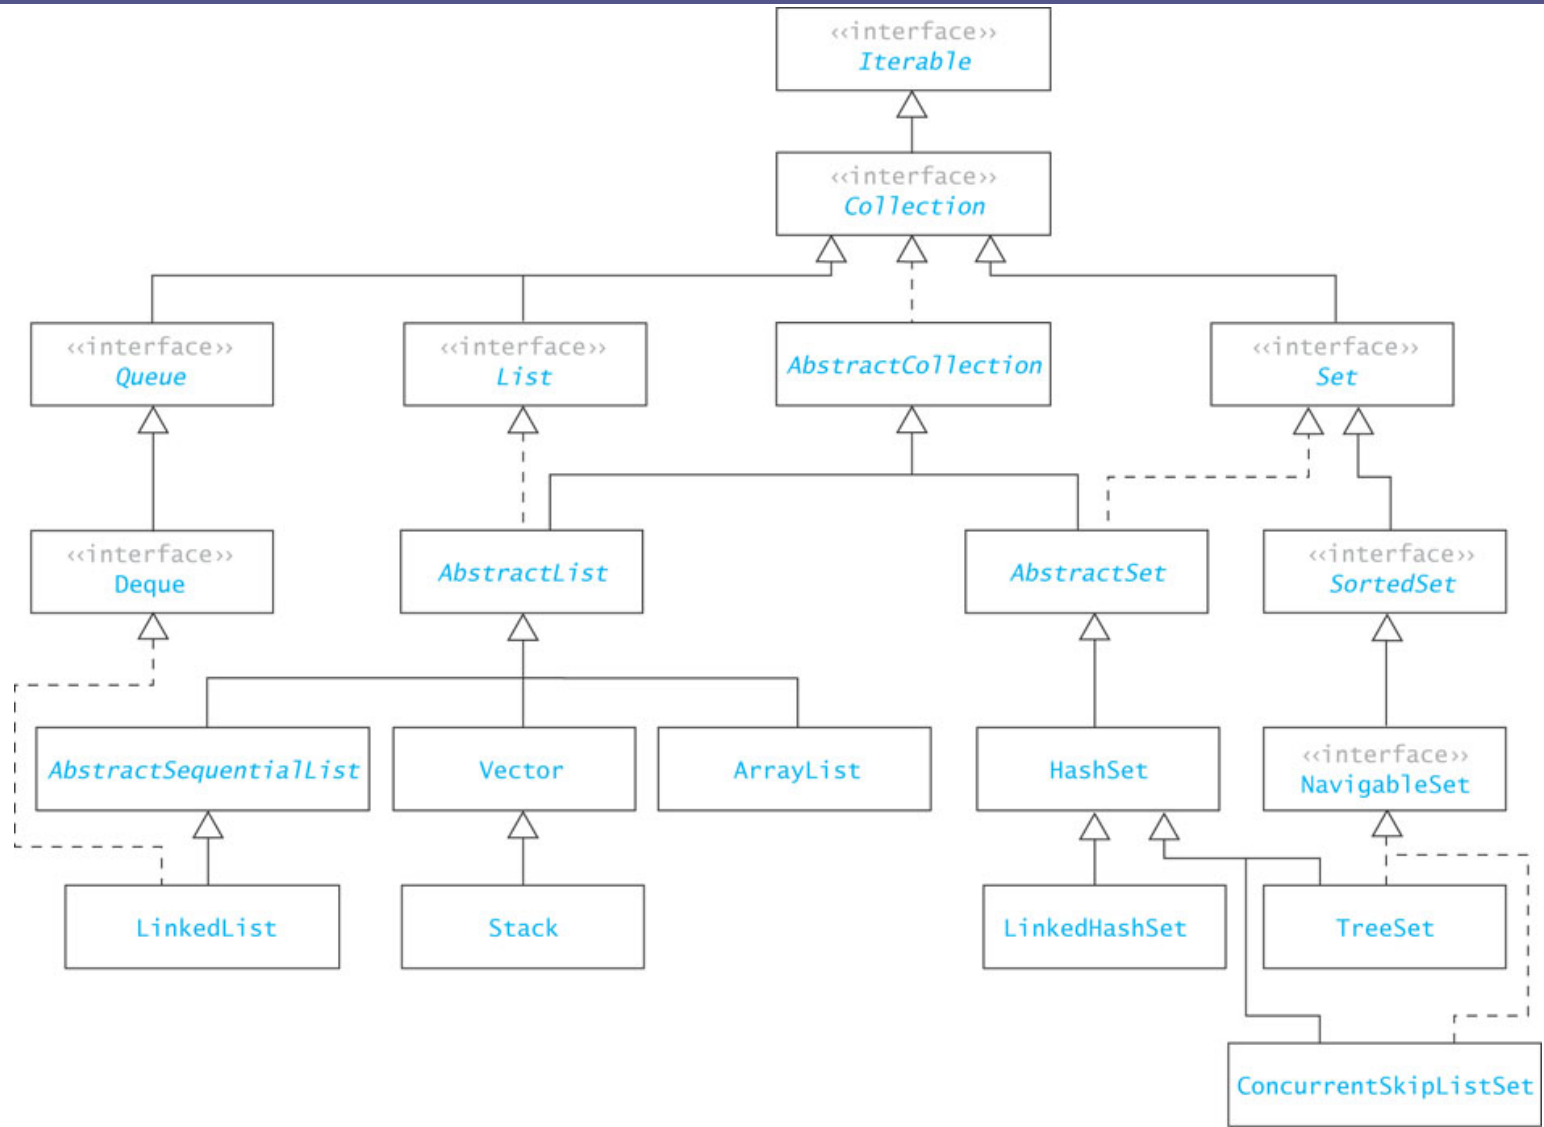 ‹‹interface››
Iterable
‹‹interface››
Collection
‹‹interface››
Queue
‹‹interface››
List
AbstractCollection
‹‹interface››
Set
‹‹interface››
Deque
AbstractList
AbstractSet
‹‹interface››
SortedSet
AbstractSequentialList
Vector
ArrayList
HashSet
‹‹interface››
NavigableSet
LinkedList
Stack
LinkedHashSet
TreeSet
ConcurrentSkipListSet